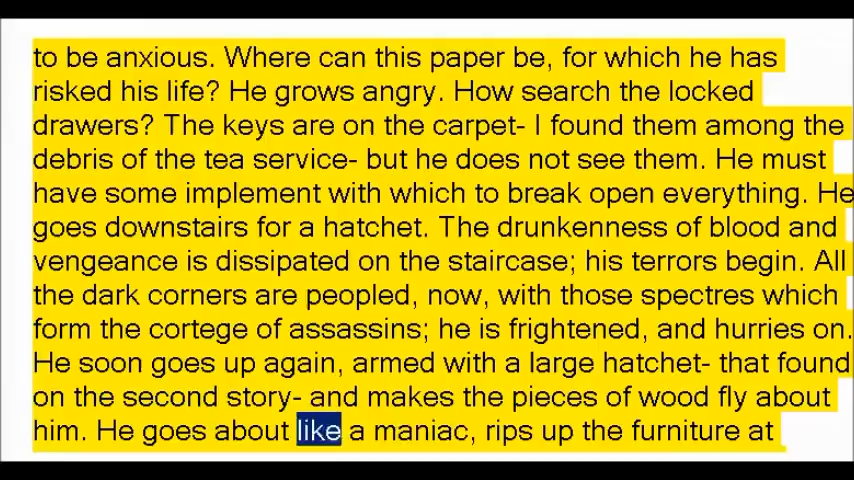 to be anxious. Where can this paper be, for which he has
risked his life? He grows angry. How search the locked
drawers? The keys are on the carpet- I found them among the
debris of the tea service- but he does not see them. He must
have some implement with which to break open everything. He
goes downstairs for a hatchet. The drunkenness of blood and
vengeance is dissipated on the staircase; his terrors begin. All
the dark corners are peopled, now, with those spectres which
form the cortege of assassins; he is frightened, and hurries on.
He soon goes up again, armed with a large hatchet- that found
on the second story- and makes the pieces of wood fly about
him. He goes about like a maniac, rips up the furniture at